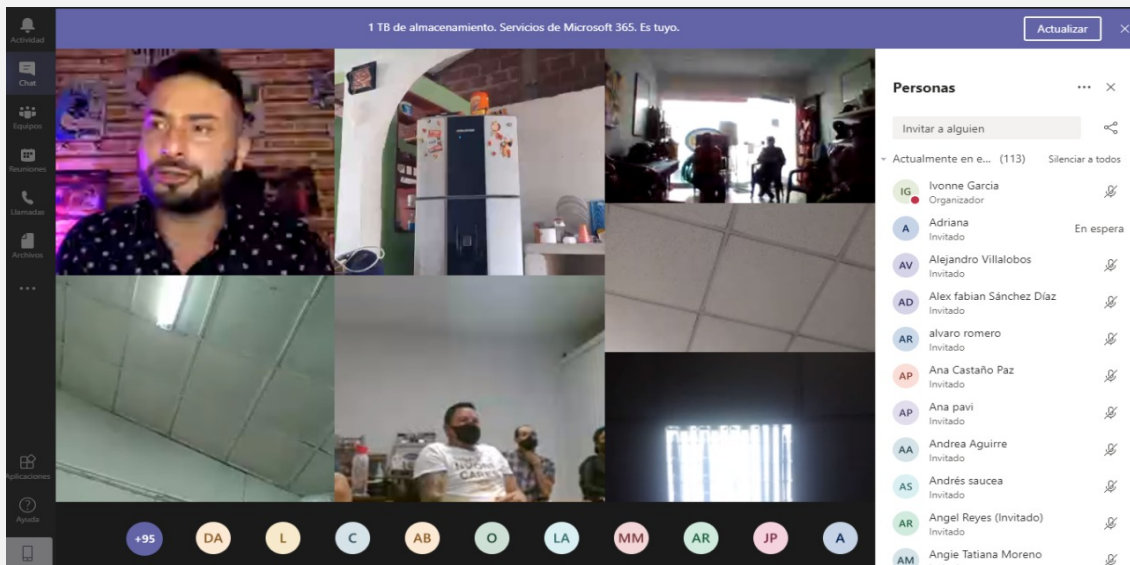 1 TB de almacenamiento. Servicios de Microsoft 365. Es tuyo.
Actualizar
Actividad
Chat
Equipos
Reuniones
Llamadas
Archivos
Aplicaciones
Ayuda
NUOR
CARE
+95
DA
L
C
AB
O
LA
MM
AR
JP
A
Personas
Invitar a alguien
Actualmente en e... (113) Silenciar a todos
IG Ivonne Garcia
Organizador
A Adriana
Invitado
En espera
AV Alejandro Villalobos
Invitado
AD Alex fabian Sánchez Díaz
Invitado
AR alvaro romero
Invitado
AP Ana Castaño Paz
Invitado
AP Ana pavi
Invitado
AA Andrea Aguirre
Invitado
AS Andrés saucea
Invitado
AR Angel Reyes (Invitado)
Invitado
AM Angie Tatiana Moreno